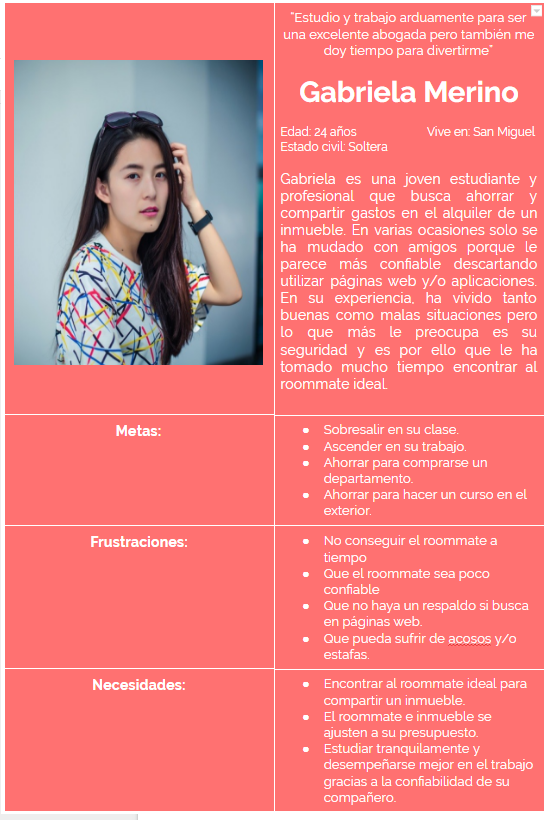 "Estudio y trabajo arduamente para ser
una excelente abogada pero también me
doy tiempo para divertirme"
Gabriela Merino
Edad: 24 años Vive en: San Miguel
Estado civil: Soltera
Gabriela es una joven estudiante y
profesional que busca ahorrar y
compartir gastos en el alquiler de un
inmueble. En varias ocasiones solo se
ha mudado con amigos porque le
parece más confiable descartando
utilizar páginas web y/o aplicaciones.
En su experiencia, ha vivido tanto
buenas como malas situaciones pero
lo que más le preocupa es su
seguridad y es por ello que le ha
tomado mucho tiempo encontrar al
roommate ideal.
Metas:
● Sobresalir en su clase.
● Ascender en su trabajo.
● Ahorrar para comprarse un
departamento.
● Ahorrar para hacer un curso en el
exterior.
Frustraciones:
● No conseguir el roommate a
tiempo
● Que el roommate sea poco
confiable
● Que no haya un respaldo si busca
en páginas web.
● Que pueda sufrir de acosos y/o
estafas.
Necesidades:
● Encontrar al roommate ideal para
compartir un inmueble.
● El roommate e inmueble se
ajusten a su presupuesto.
● Estudiar tranquilamente y
desempeñarse mejor en el trabajo
gracias a la confiabilidad de su
compañero.